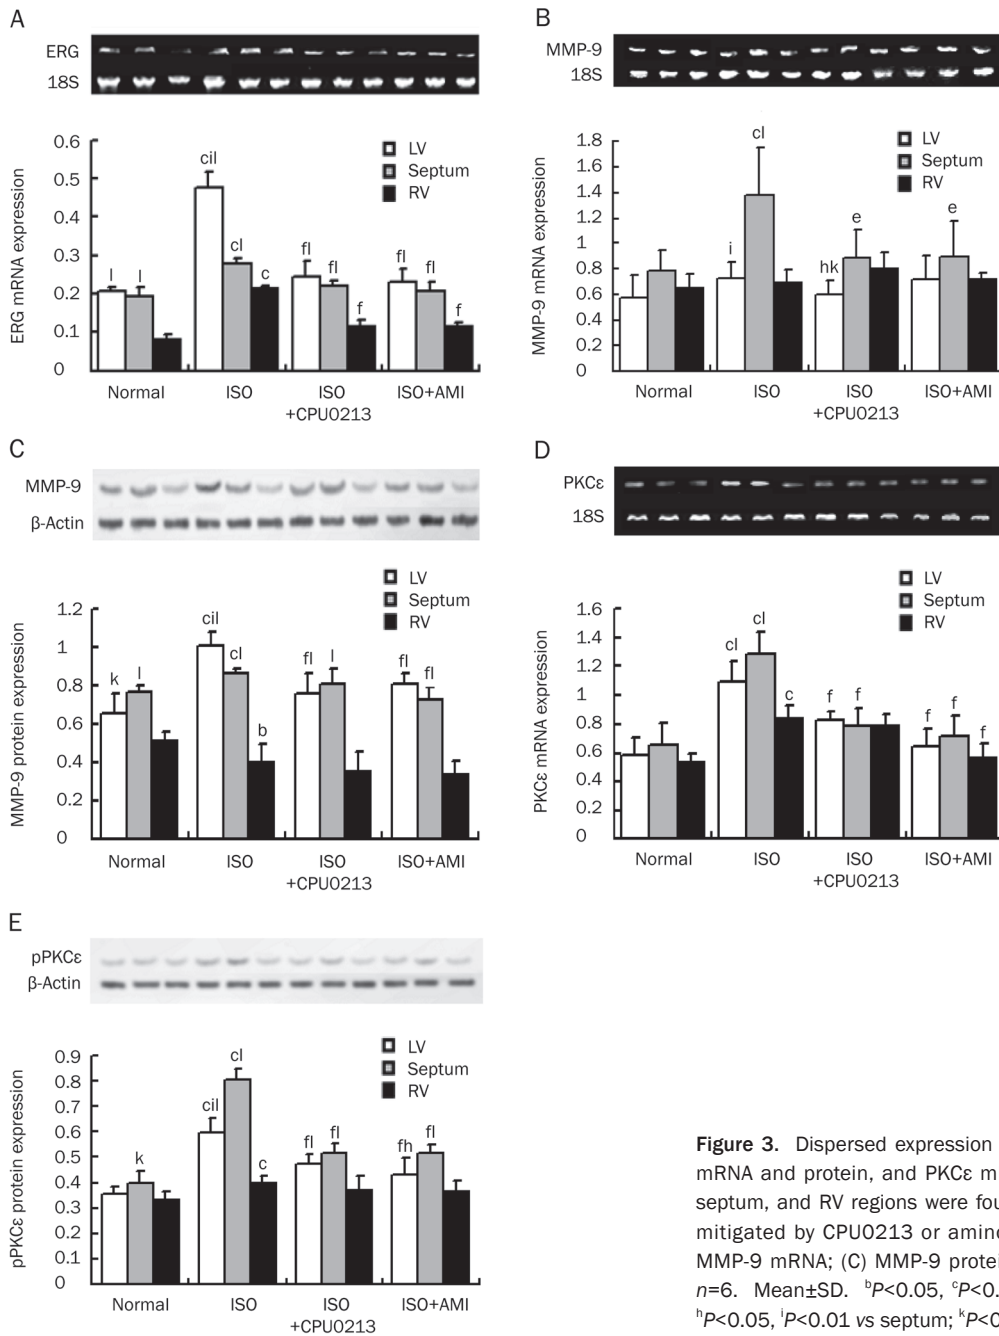 A
ERG
18S
ERG mRNA expression
0.6
0.5
0.4
0.3
0.2
0.1
0
LV
Septum
RV
l l
cil cl c
fl fl f
fl fl f
Normal
ISO
ISO
+CPU0213
ISO+AMI
B
MMP-9
18S
MMP-9 mRNA expression
1.8
1.6
1.4
1.2
1
0.8
0.6
0.4
0.2
0
LV
Septum
RV
i cl
hk e
e
Normal
ISO
ISO
+CPU0213
ISO+AMI
C
MMP-9
β-Actin
MMP-9 protein expression
1.2
1
0.8
0.6
0.4
0.2
0
LV
Septum
RV
k l
cil cl b
fl l
fl fl
Normal
ISO
ISO
+CPU0213
ISO+AMI
D
PKCε
18S
PKCε mRNA expression
1.6
1.4
1.2
1
0.8
0.6
0.4
0.2
0
LV
Septum
RV
cl cl c
f f
f f f
Normal
ISO
ISO
+CPU0213
ISO+AMI
E
pPKCε
β-Actin
pPKCε protein expression
0.9
0.8
0.7
0.6
0.5
0.4
0.3
0.2
0.1
0
LV
Septum
RV
k
cil cl c
fl fl
fh fl
Normal
ISO
ISO
+CPU0213
ISO+AMI
Figure 3. Dispersed expression
mRNA and protein, and PKCε m
septum, and RV regions were fou
mitigated by CPU0213 or amino
MMP-9 mRNA; (C) MMP-9 protei
n=6. Mean±SD. ᵇP<0.05, ᶜP<0.
ʰP<0.05, ⁱP<0.01 vs septum; ᵏP<0